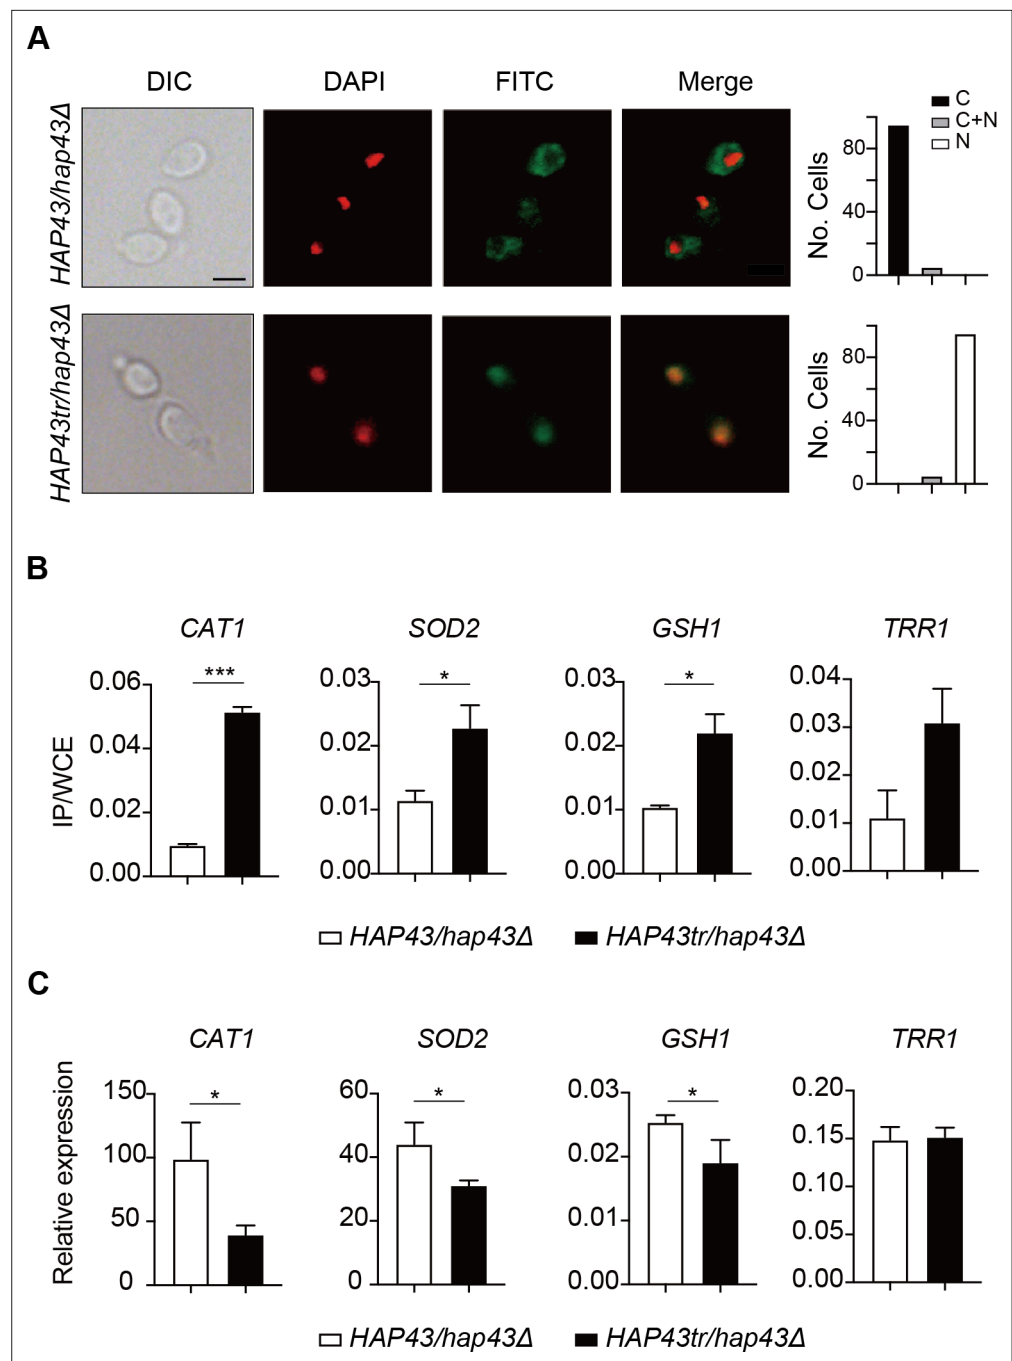 A
DIC DAPI FITC Merge
HAP43/hap43Δ
No. Cells
80
40
0
C
C+N
N
HAP43tr/hap43Δ
No. Cells
80
40
0
B
CAT1 SOD2 GSH1 TRR1
IP/WCE
0.06
0.04
0.02
0.00
***
0.03
0.02
0.01
0.00
*
0.03
0.02
0.01
0.00
*
0.04
0.03
0.02
0.01
0.00
HAP43/hap43Δ HAP43tr/hap43Δ
C
CAT1 SOD2 GSH1 TRR1
Relative expression
150
100
50
0
*
60
40
20
0
*
0.03
0.02
0.01
0.00
*
0.20
0.15
0.10
0.05
0.00
HAP43/hap43Δ HAP43tr/hap43Δ